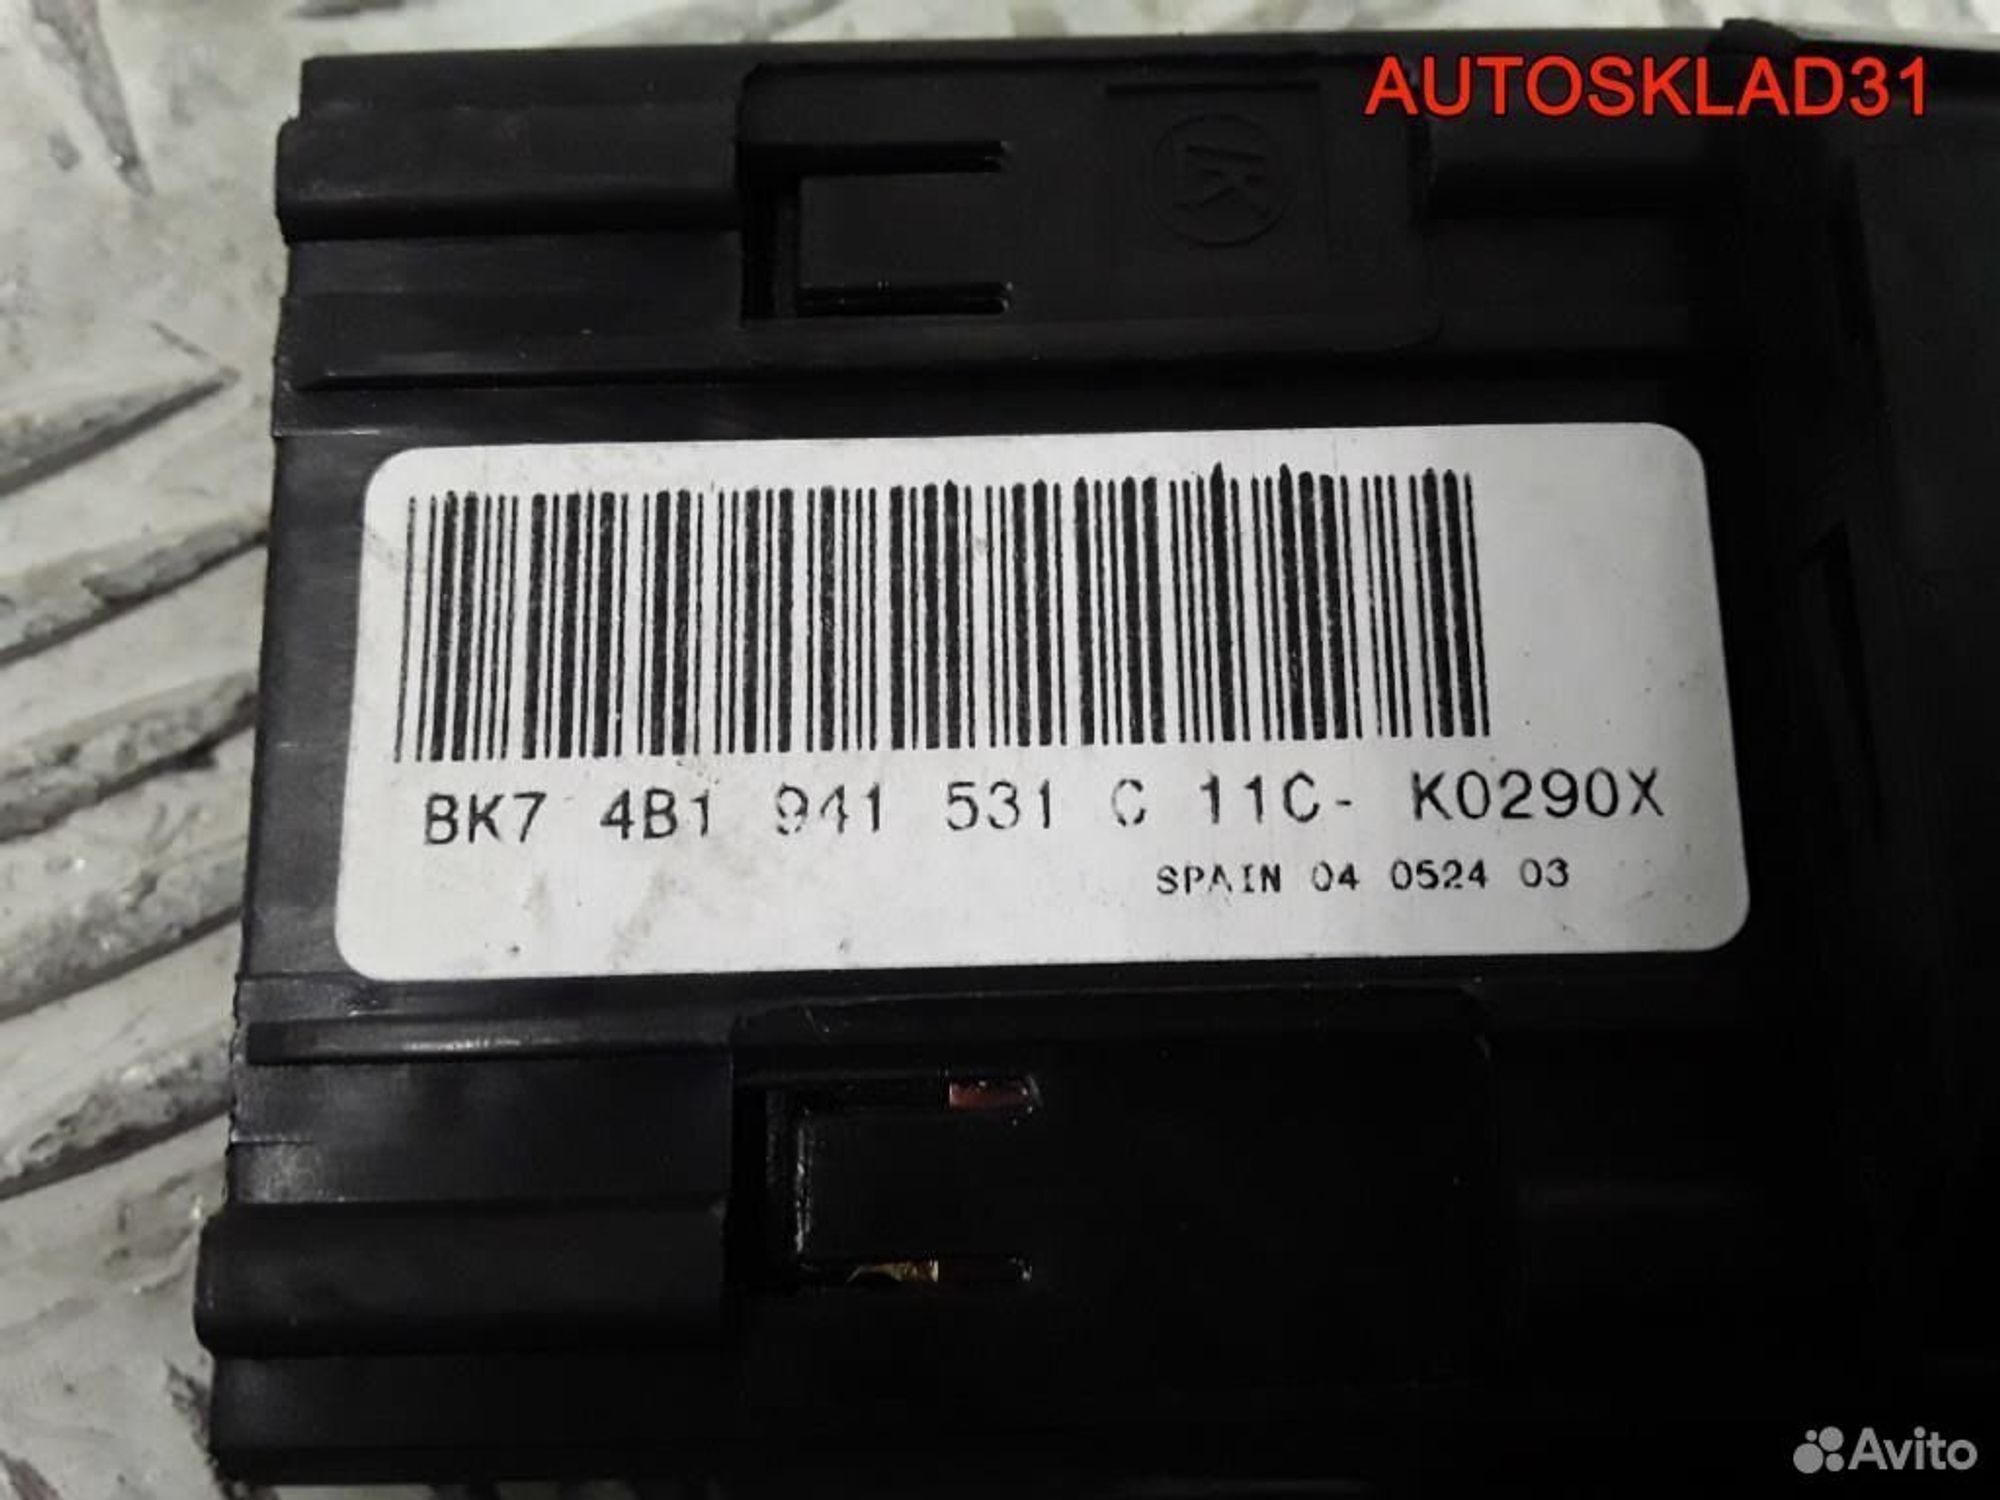 AUTOSKLAD31
K
BK7 4B1 941 531 C 11C- K0290X
SPAIN 04 0524 03
Avito